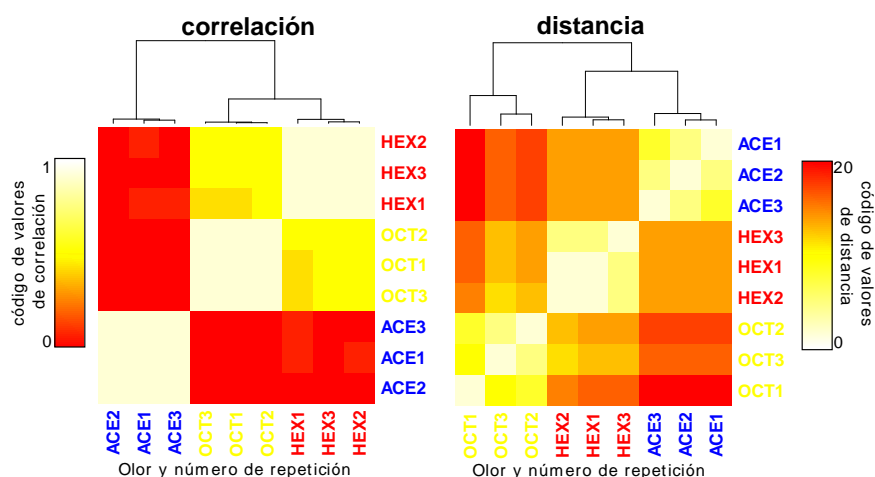 correlación
1
0
código de valores
de correlación
HEX2
HEX3
HEX1
OCT2
OCT1
OCT3
ACE3
ACE1
ACE2
ACE2
ACE1
ACE3
OCT3
OCT1
OCT2
HEX1
HEX3
HEX2
Olor y número de repetición
distancia
ACE1
ACE2
ACE3
HEX3
HEX1
HEX2
OCT2
OCT3
OCT1
OCT1
OCT3
OCT2
HEX2
HEX1
HEX3
ACE3
ACE2
ACE1
Olor y número de repetición
20
0
código de valores
de distancia